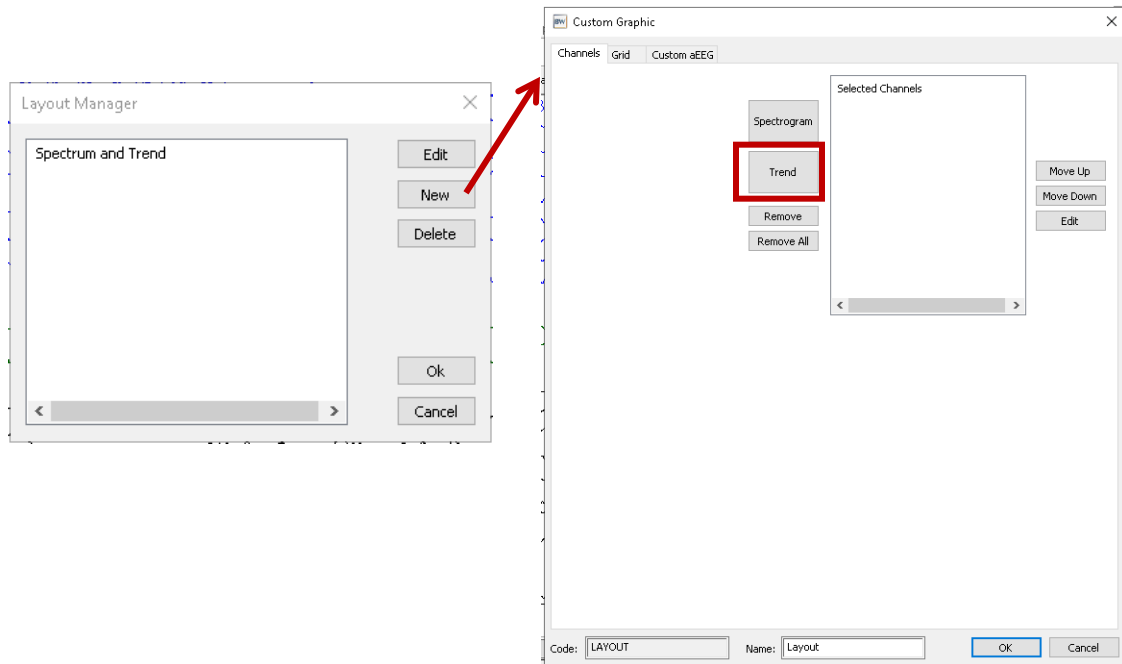 Layout Manager
Spectrum and Trend
Edit
New
Delete
Ok
Cancel
Custom Graphic
Channels Grid Custom aEEG
Selected Channels
Spectrogram
Trend
Remove
Remove All
Move Up
Move Down
Edit
Code: LAYOUT Name: Layout OK Cancel